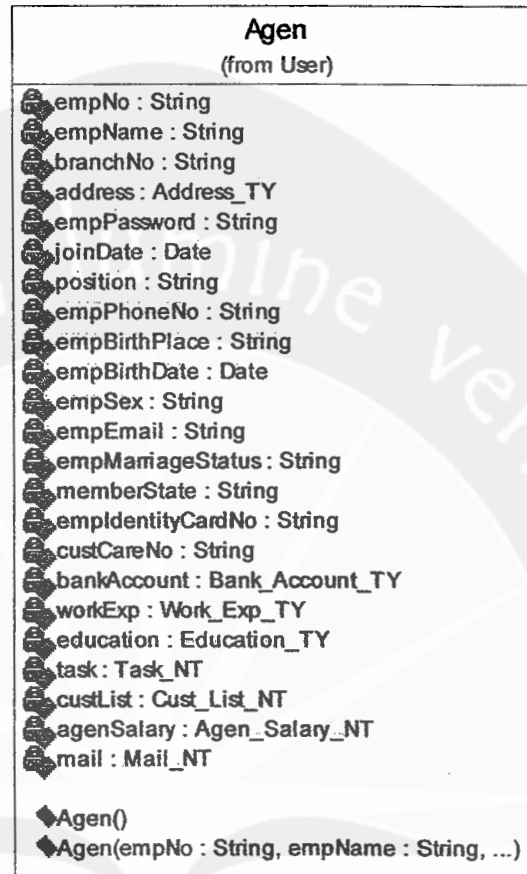 Agen
(from User)
empNo : String
empName : String
branchNo : String
address : Address_TY
empPassword : String
joinDate : Date
position : String
empPhoneNo : String
empBirthPlace : String
empBirthDate : Date
empSex : String
empEmail : String
empMarriageStatus : String
memberState : String
empIdentityCardNo : String
custCareNo : String
bankAccount : Bank_Account_TY
workExp : Work_Exp_TY
education : Education_TY
task : Task_NT
custList : Cust_List_NT
agenSalary : Agen_Salary_NT
mail : Mail_NT
Agen()
Agen(empNo : String, empName : String, ...)